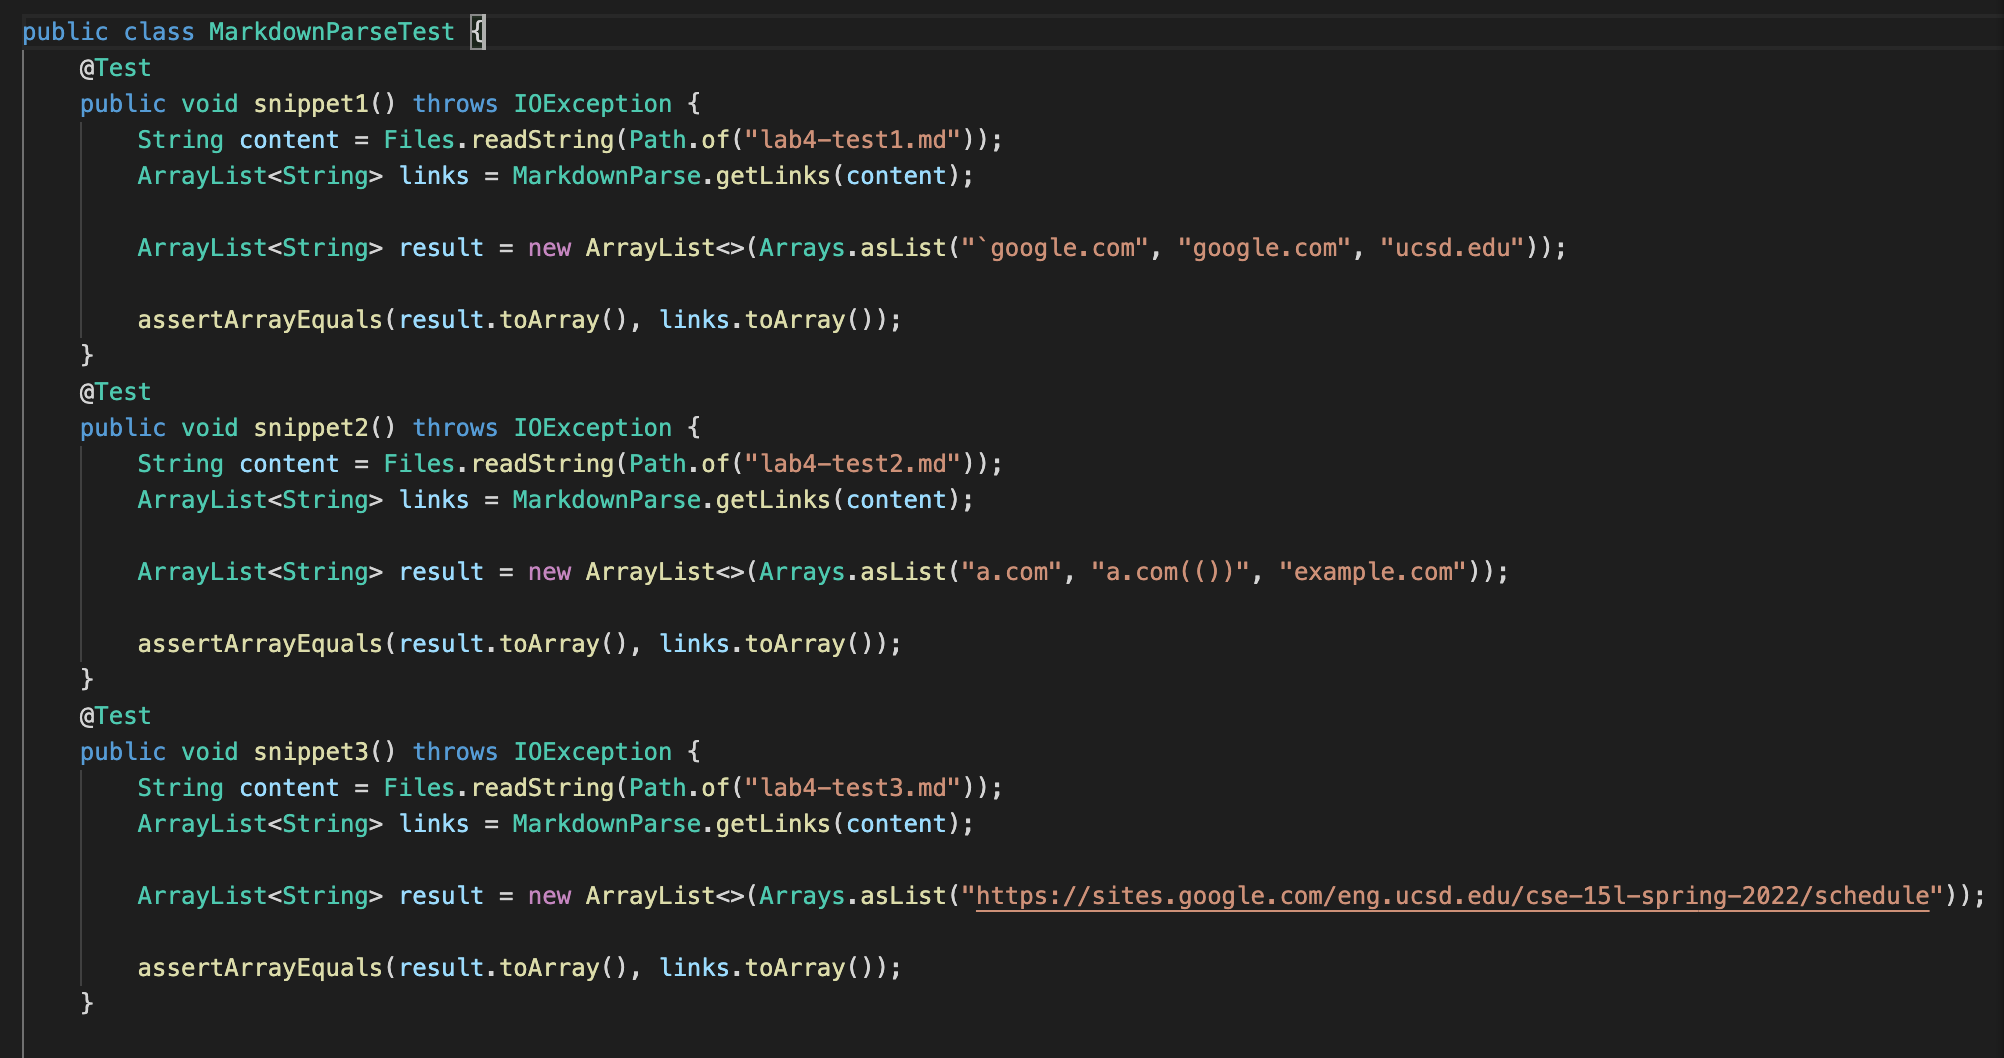 public class MarkdownParseTest {
@Test
public void snippet1() throws IOException {
String content = Files.readString(Path.of("lab4-test1.md"));
ArrayList<String> links = MarkdownParse.getLinks(content);
ArrayList<String> result = new ArrayList<>(Arrays.asList("`google.com", "google.com", "ucsd.edu"));
assertArrayEquals(result.toArray(), links.toArray());
}
@Test
public void snippet2() throws IOException {
String content = Files.readString(Path.of("lab4-test2.md"));
ArrayList<String> links = MarkdownParse.getLinks(content);
ArrayList<String> result = new ArrayList<>(Arrays.asList("a.com", "a.com(())", "example.com"));
assertArrayEquals(result.toArray(), links.toArray());
}
@Test
public void snippet3() throws IOException {
String content = Files.readString(Path.of("lab4-test3.md"));
ArrayList<String> links = MarkdownParse.getLinks(content);
ArrayList<String> result = new ArrayList<>(Arrays.asList("https://sites.google.com/eng.ucsd.edu/cse-15l-spring-2022/schedule"));
assertArrayEquals(result.toArray(), links.toArray());
}